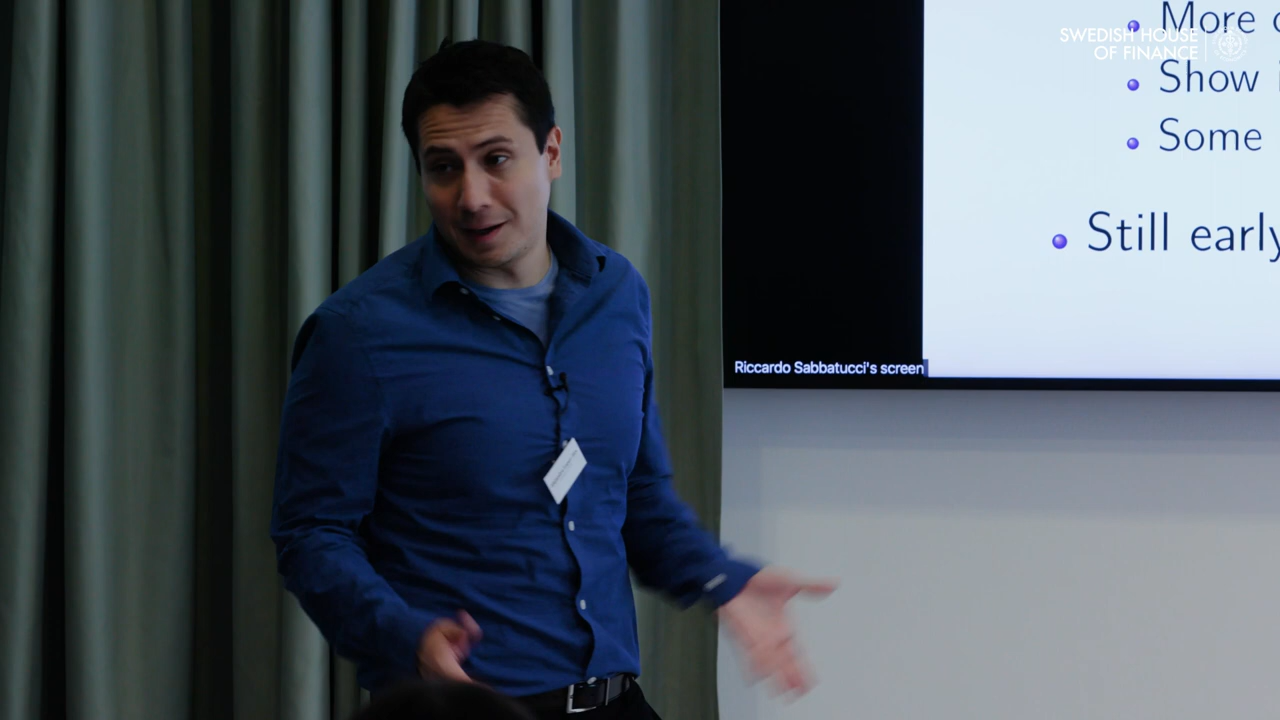 More
SWEDISH HOUSE
OF FINANCE
Show
Some
Still early
Riccardo Sabbatucci's screen